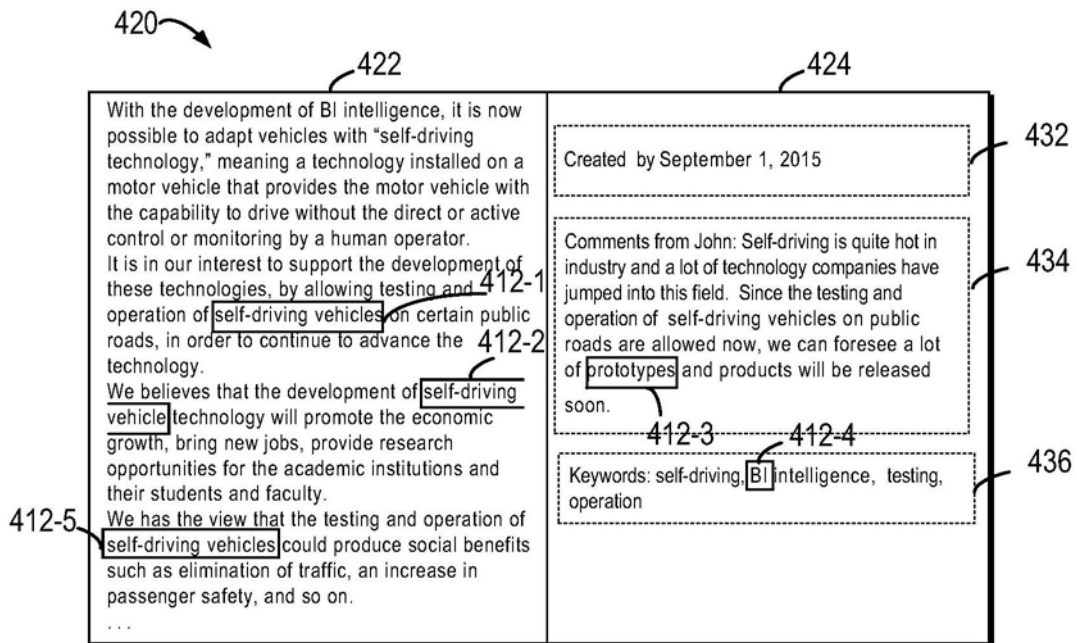 420
422
424
With the development of BI intelligence, it is now
possible to adapt vehicles with “self-driving
technology,” meaning a technology installed on a
motor vehicle that provides the motor vehicle with
the capability to drive without the direct or active
control or monitoring by a human operator.
It is in our interest to support the development of
these technologies, by allowing testing and
412-1
operation of self-driving vehicles on certain public
roads, in order to continue to advance the
412-2
technology.
We believes that the development of self-driving
vehicle technology will promote the economic
growth, bring new jobs, provide research
opportunities for the academic institutions and
their students and faculty.
412-5
We has the view that the testing and operation of
self-driving vehicles could produce social benefits
such as elimination of traffic, an increase in
passenger safety, and so on.
. . .
432
Created by September 1, 2015
434
Comments from John: Self-driving is quite hot in
industry and a lot of technology companies have
jumped into this field. Since the testing and
operation of self-driving vehicles on public
roads are allowed now, we can foresee a lot
of prototypes and products will be released
soon.
412-3
412-4
436
Keywords: self-driving, BI intelligence, testing,
operation